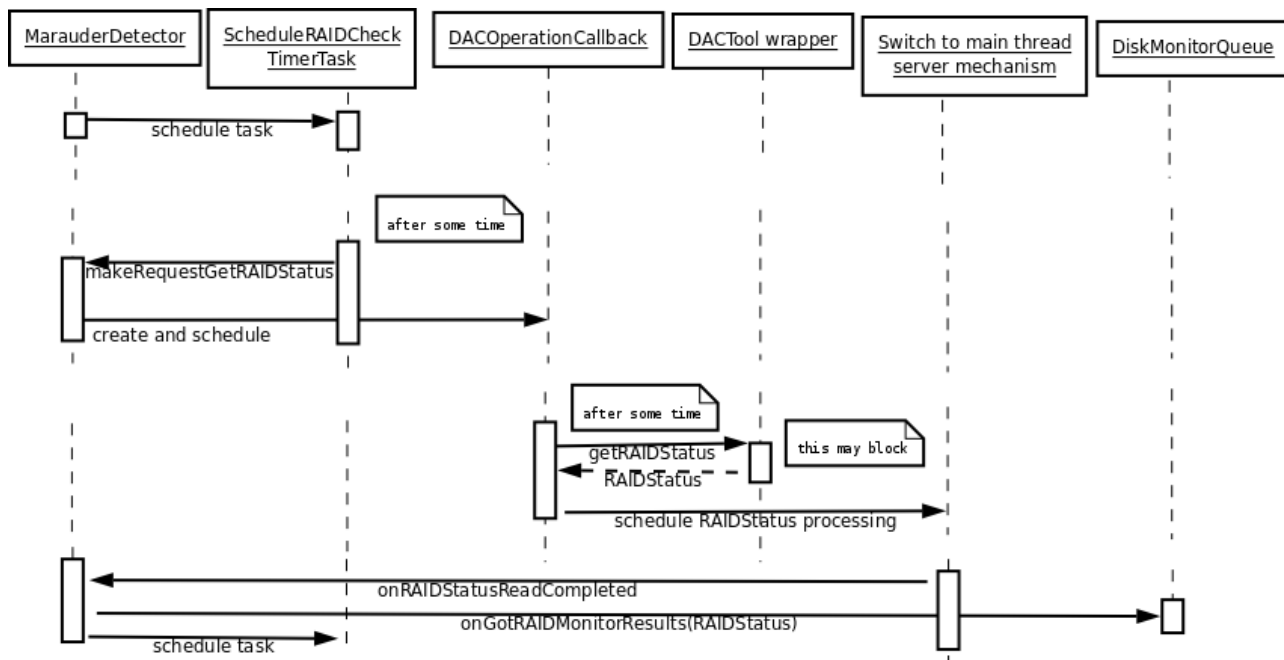 MarauderDetector
ScheduleRAIDCheck
TimerTask
DACOperationCallback
DACTool wrapper
Switch to main thread
server mechanism
DiskMonitorQueue
schedule task
after some time
makeRequestGetRAIDStatus
create and schedule
after some time
this may block
getRAIDStatus
RAIDStatus
schedule RAIDStatus processing
onRAIDStatusReadCompleted
onGotRAIDMonitorResults(RAIDStatus)
schedule task